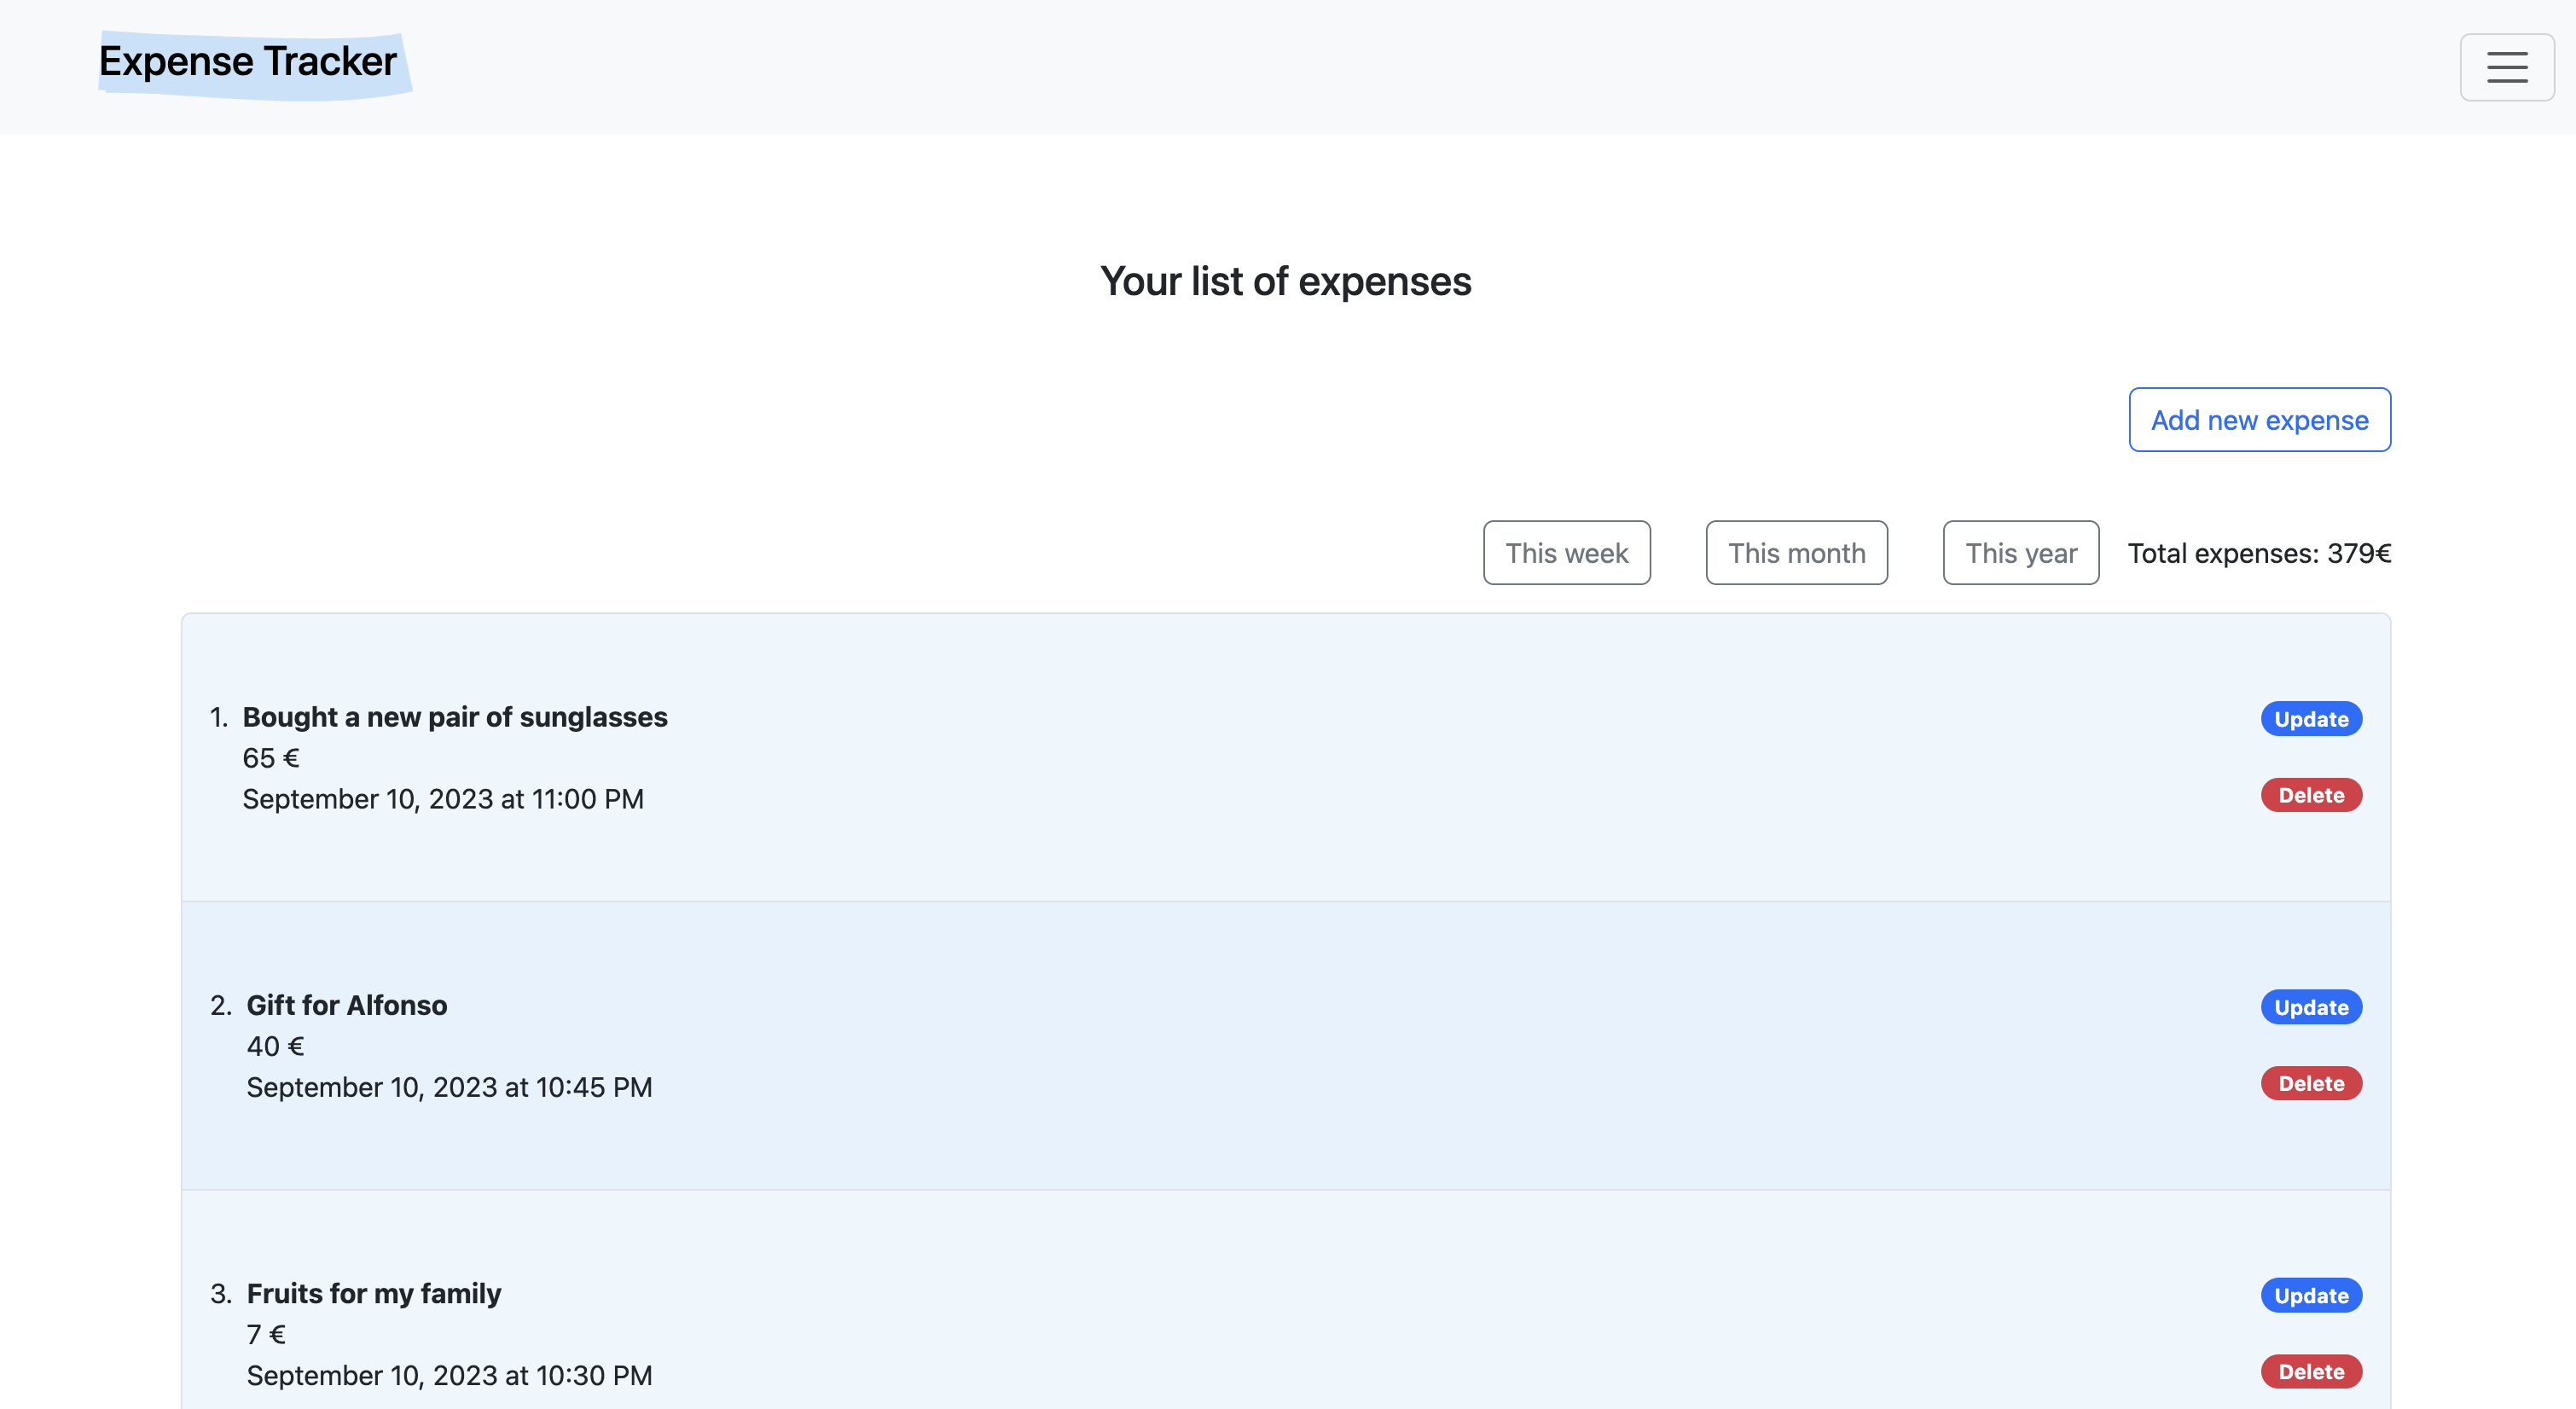 Expense Tracker
Your list of expenses
Add new expense
This week This month This year Total expenses: 379€
1. Bought a new pair of sunglasses
65 €
September 10, 2023 at 11:00 PM
Update
Delete
2. Gift for Alfonso
40 €
September 10, 2023 at 10:45 PM
Update
Delete
3. Fruits for my family
7 €
September 10, 2023 at 10:30 PM
Update
Delete